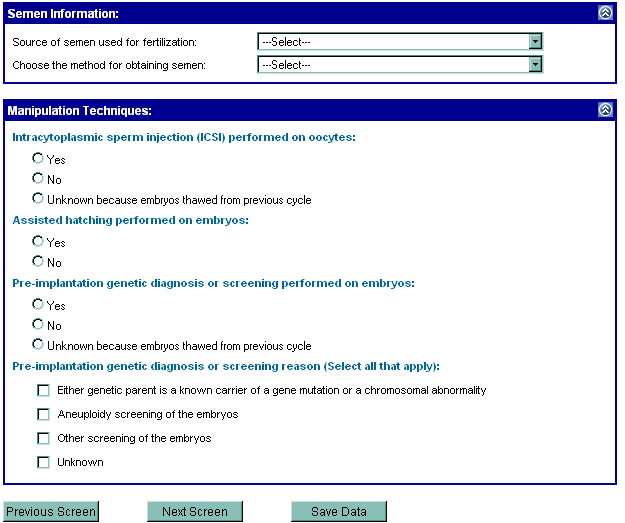 Semen Information:
Source of semen used for fertilization: ---Select---
Choose the method for obtaining semen: ---Select---
Manipulation Techniques:
Intracytoplasmic sperm injection (ICSI) performed on oocytes:
Yes
No
Unknown because embryos thawed from previous cycle
Assisted hatching performed on embryos:
Yes
No
Pre-implantation genetic diagnosis or screening performed on embryos:
Yes
No
Unknown because embryos thawed from previous cycle
Pre-implantation genetic diagnosis or screening reason (Select all that apply):
Either genetic parent is a known carrier of a gene mutation or a chromosomal abnormality
Aneuploidy screening of the embryos
Other screening of the embryos
Unknown
Previous Screen Next Screen Save Data